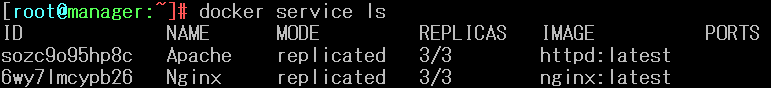 [root@manager:~]# docker service ls
ID NAME MODE REPLICAS IMAGE PORTS
sozc9o95hp8c Apache replicated 3/3 httpd:latest
6wy7lmcypb26 Nginx replicated 3/3 nginx:latest